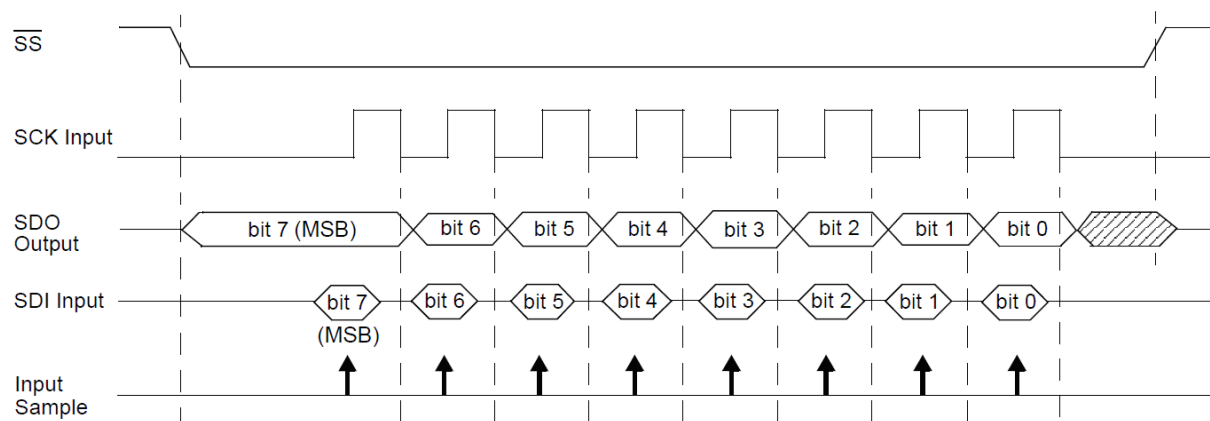 SS
SCK Input
SDO
Output
bit 7 (MSB) bit 6 bit 5 bit 4 bit 3 bit 2 bit 1 bit 0
SDI Input
bit 7 bit 6 bit 5 bit 4 bit 3 bit 2 bit 1 bit 0
(MSB)
Input
Sample